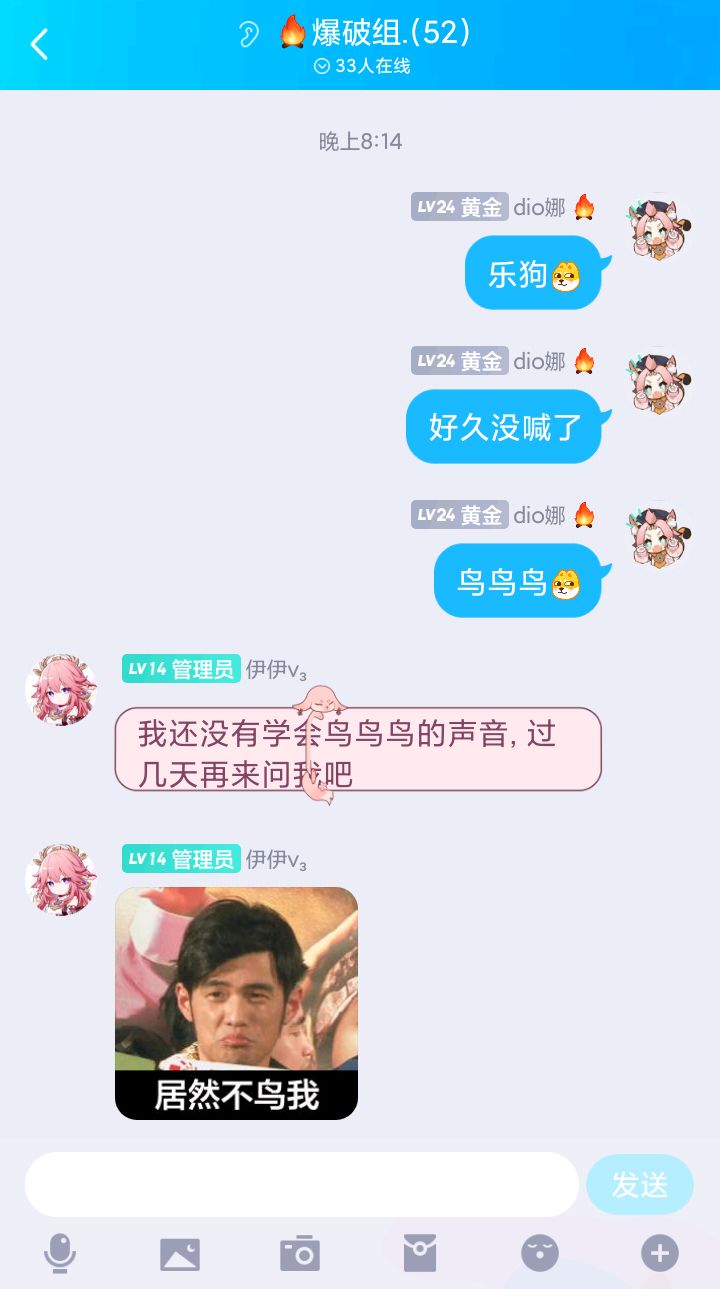 🔥爆破组.(52)
33人在线
晚上8:14
LV24 黄金 dio娜 🔥
乐狗
LV24 黄金 dio娜 🔥
好久没喊了
LV24 黄金 dio娜 🔥
鸟鸟鸟
LV14 管理员 伊伊v₃
我还没有学会鸟鸟鸟的声音, 过
几天再来问我吧
LV14 管理员 伊伊v₃
居然不鸟我
发送